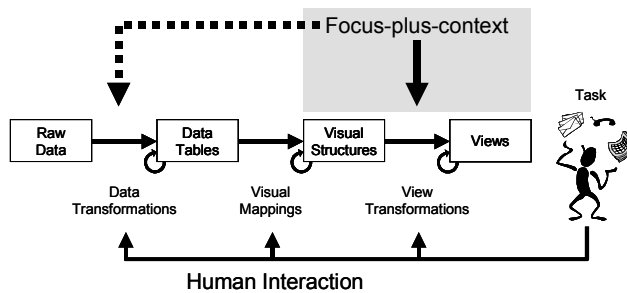 Focus-plus-context
Task
Raw
Data
Data
Tables
Visual
Structures
Views
Data
Transformations
Visual
Mappings
View
Transformations
Human Interaction